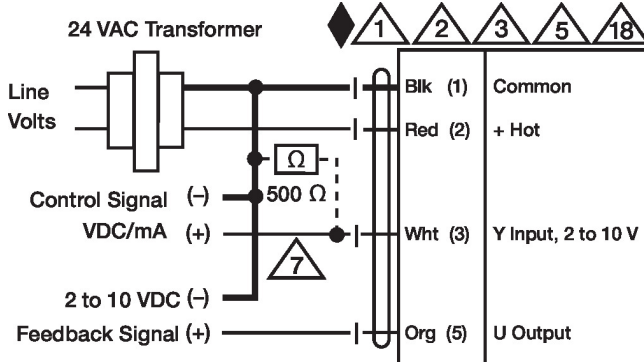 24 VAC Transformer
1 2 3 5 18
Line
Volts
Blk (1) Common
Red (2) + Hot
Ω
500 Ω
Control Signal (-)
VDC/mA (+)
Wht (3) Y Input, 2 to 10 V
7
2 to 10 VDC (-)
Feedback Signal (+)
Org (5) U Output